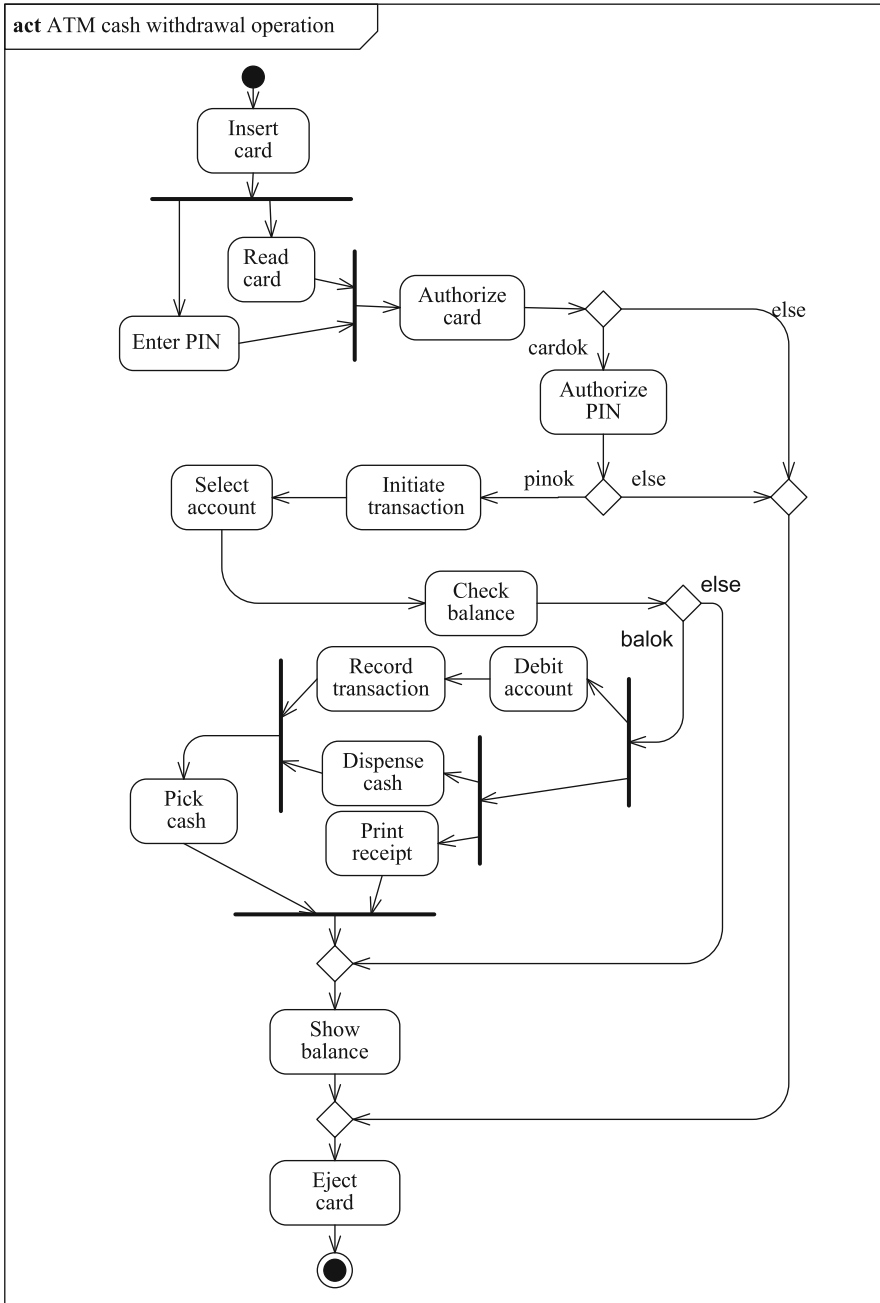 act ATM cash withdrawal operation
Insert
card
Read
card
Enter PIN
Authorize
card
else
cardok
Authorize
PIN
Select
account
Initiate
transaction
pinok
else
Check
balance
else
balok
Record
transaction
Debit
account
Dispense
cash
Pick
cash
Print
receipt
Show
balance
Eject
card